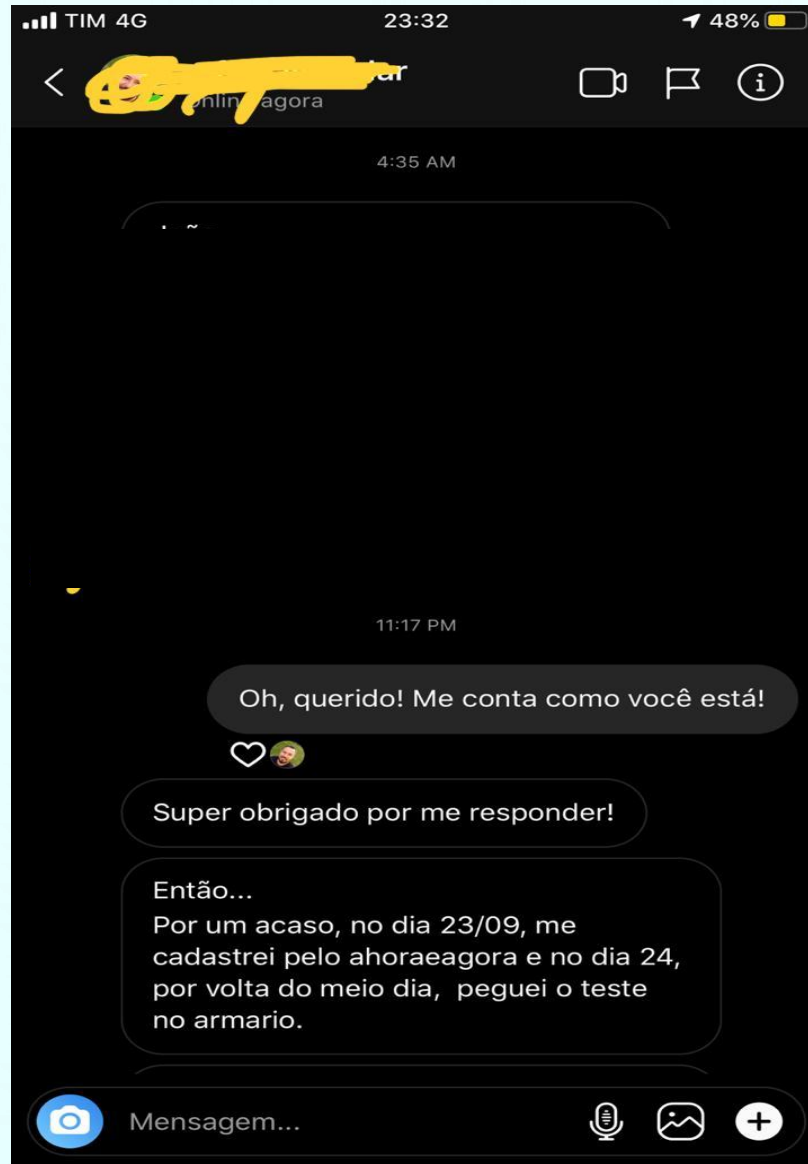 TIM 4G 23:32 48%
agora
4:35 AM
11:17 PM
Oh, querido! Me conta como você está!
Super obrigado por me responder!
Então...
Por um acaso, no dia 23/09, me
cadastrei pelo ahoraeagora e no dia 24,
por volta do meio dia, peguei o teste
no armario.
Mensagem...